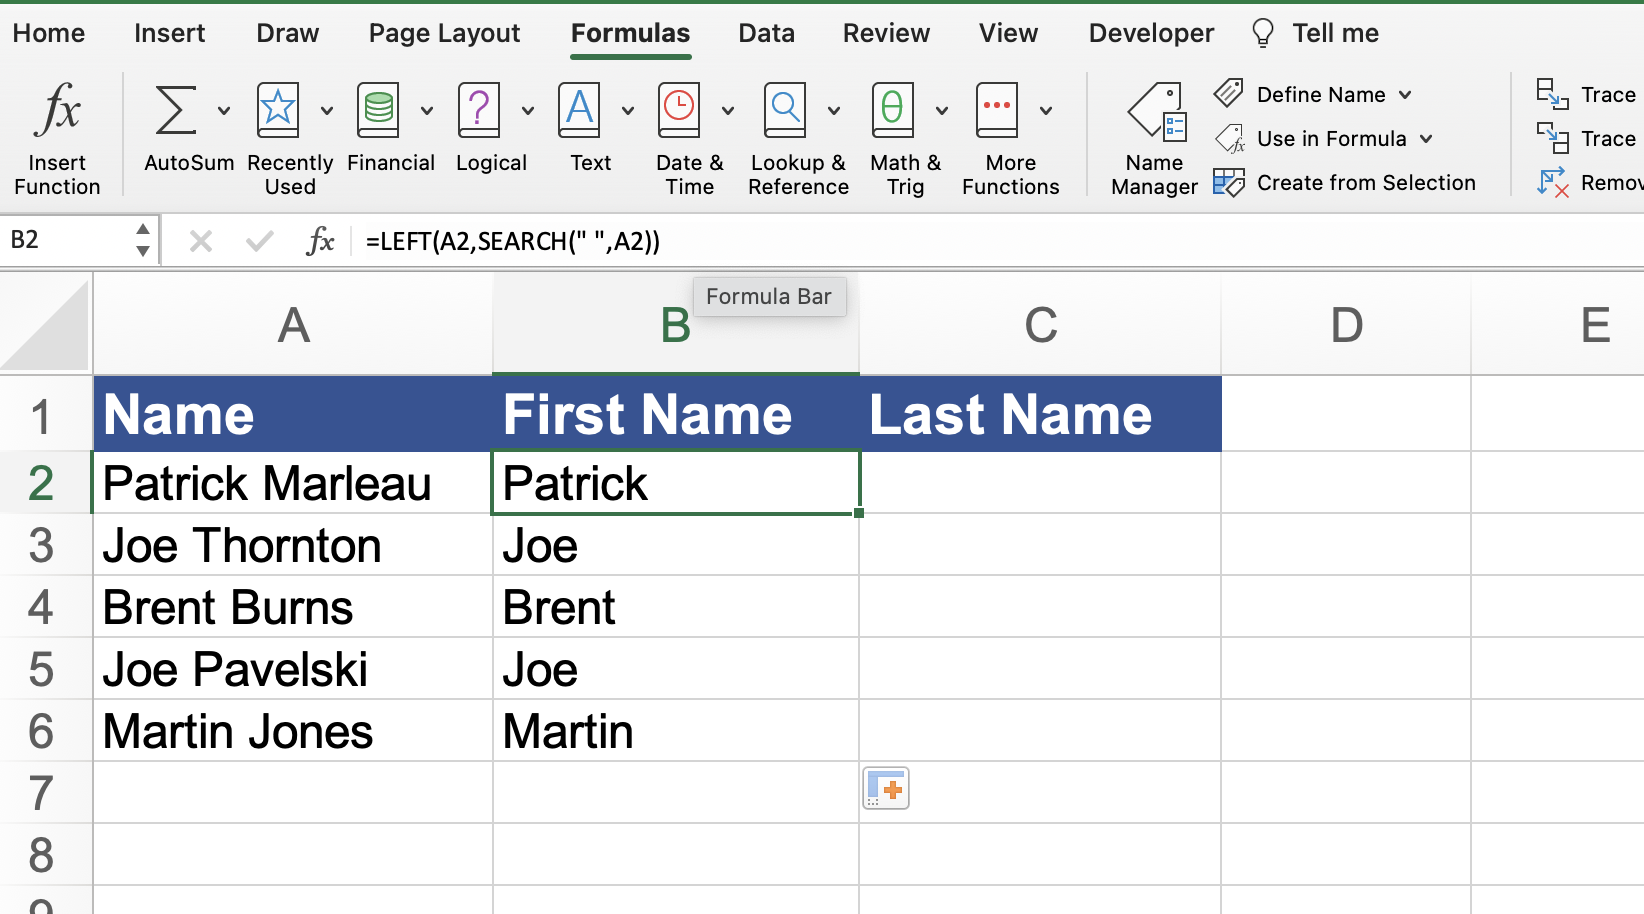 Home Insert Draw Page Layout Formulas Data Review View Developer Tell me
Insert Function
AutoSum
Recently Used
Financial
Logical
Text
Date & Time
Lookup & Reference
Math & Trig
More Functions
Name Manager
Define Name
Use in Formula
Create from Selection
Trace
Trace
B2 fx =LEFT(A2,SEARCH(" ",A2))
Formula Bar
A B C D E
1 Name First Name Last Name
2 Patrick Marleau Patrick
3 Joe Thornton Joe
4 Brent Burns Brent
5 Joe Pavelski Joe
6 Martin Jones Martin
7
8